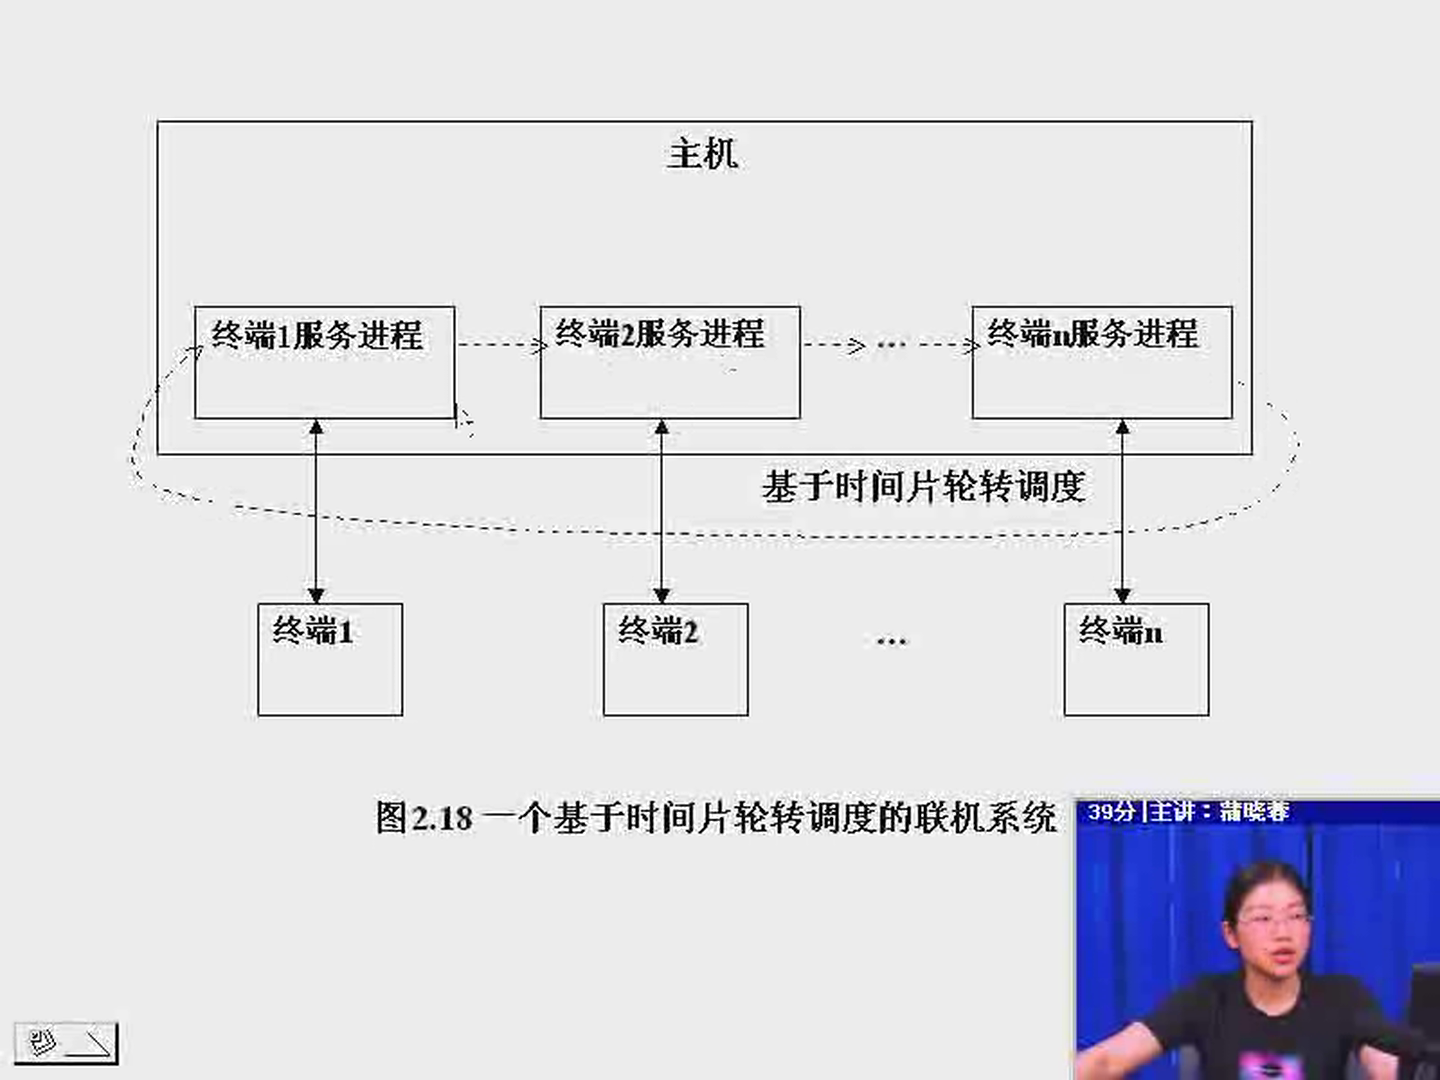 主机
终端1服务进程
终端2服务进程
...
终端n服务进程
基于时间片轮转调度
终端1
终端2
...
终端n
图2.18 一个基于时间片轮转调度的联机系统
39分|主讲：蒲晓蓉